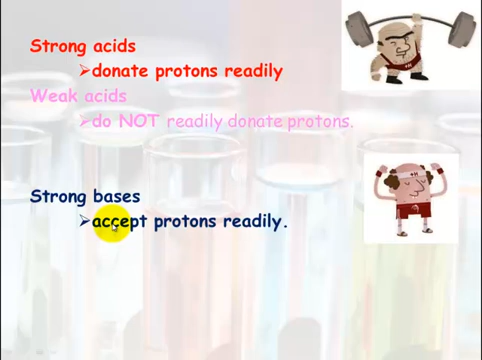 Strong acids
➢donate protons readily
Weak acids
➢do NOT readily donate protons.
Strong bases
➢accept protons readily.